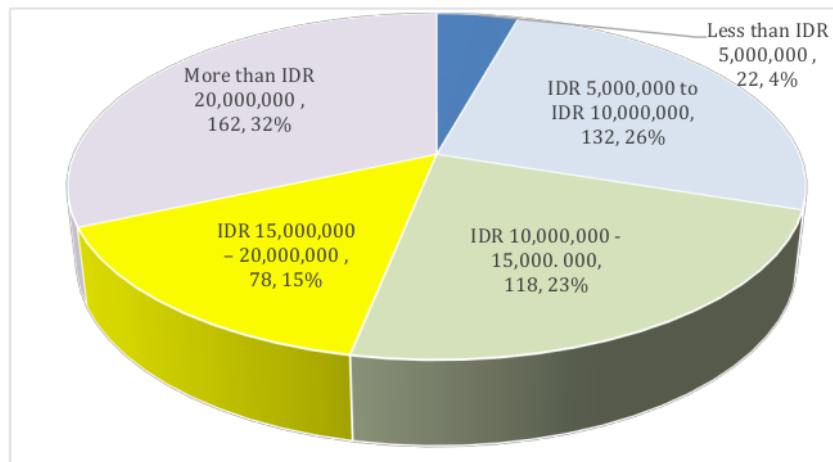 Less than IDR
5,000,000 ,
22, 4%
IDR 5,000,000 to
IDR 10,000,000,
132, 26%
IDR 10,000,000 -
15,000. 000,
118, 23%
IDR 15,000,000
– 20,000,000 ,
78, 15%
More than IDR
20,000,000 ,
162, 32%